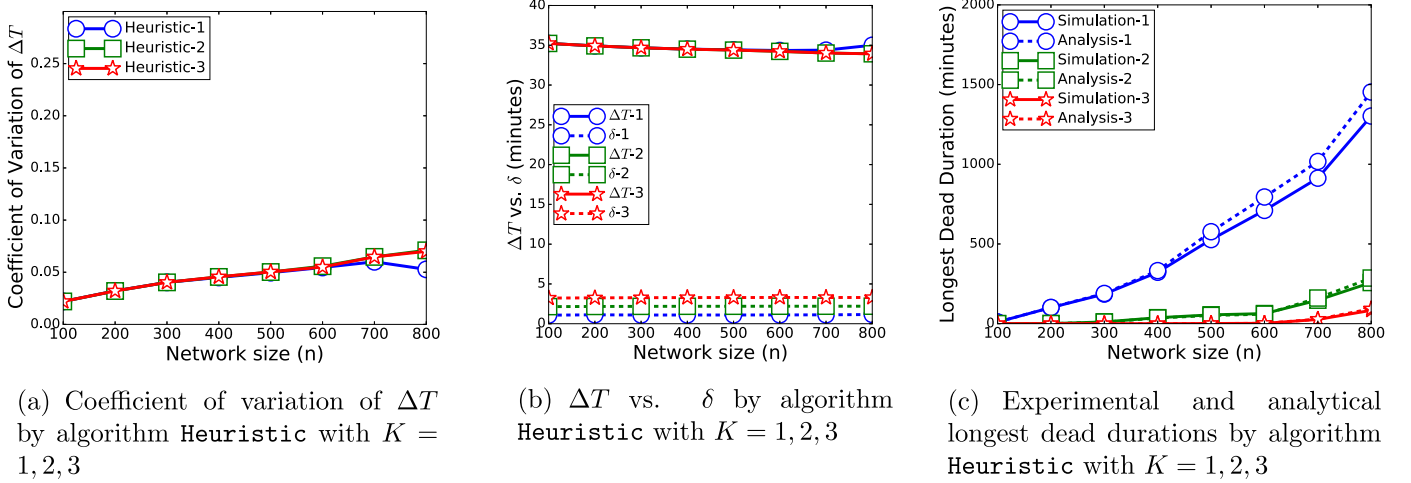 Coefficient of Variation of ΔT
0.25
0.20
0.15
0.10
0.05
0.00
Heuristic-1
Heuristic-2
Heuristic-3
100 200 300 400 500 600 700 800
Network size (n)
(a) Coefficient of variation of ΔT
by algorithm Heuristic with K =
1, 2, 3
ΔT vs. δ (minutes)
40
35
30
25
20
15
10
5
0
ΔT-1
δ-1
ΔT-2
δ-2
ΔT-3
δ-3
100 200 300 400 500 600 700 800
Network size (n)
(b) ΔT vs. δ by algorithm
Heuristic with K = 1, 2, 3
Longest Dead Duration (minutes)
2000
1500
1000
500
0
Simulation-1
Analysis-1
Simulation-2
Analysis-2
Simulation-3
Analysis-3
100 200 300 400 500 600 700 800
Network size (n)
(c) Experimental and analytical
longest dead durations by algorithm
Heuristic with K = 1, 2, 3